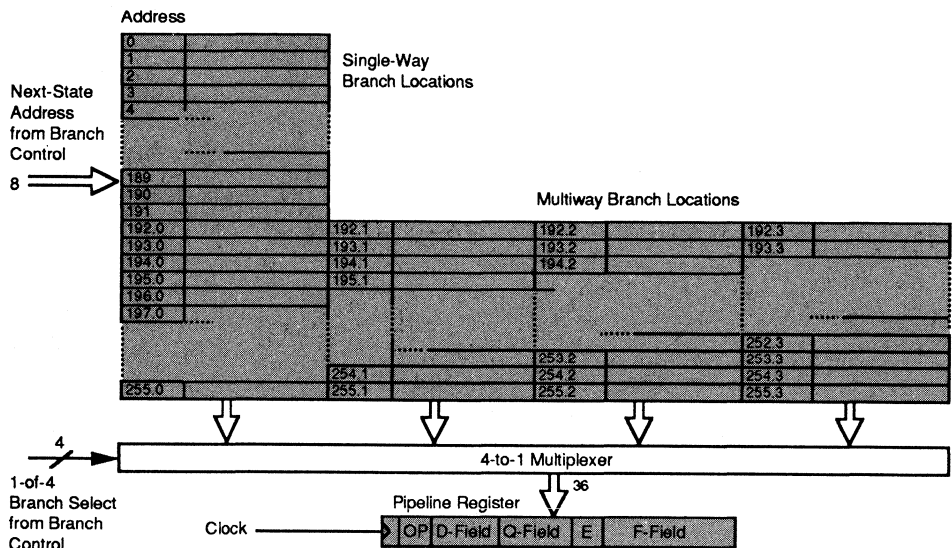 Address
0
1
2
3
4
Single-Way
Branch Locations
Next-State
Address
from Branch
Control
8
189
190
191
Multiway Branch Locations
192.0 192.1 192.2 192.3
193.0 193.1 193.2 193.3
194.0 194.1 194.2
195.0 195.1
196.0
197.0
252.3
253.2 253.3
254.1 254.2 254.3
255.0 255.1 255.2 255.3
4
4-to-1 Multiplexer
1-of-4
Branch Select
from Branch
Control
36
Pipeline Register
Clock
OP D-Field Q-Field E F-Field